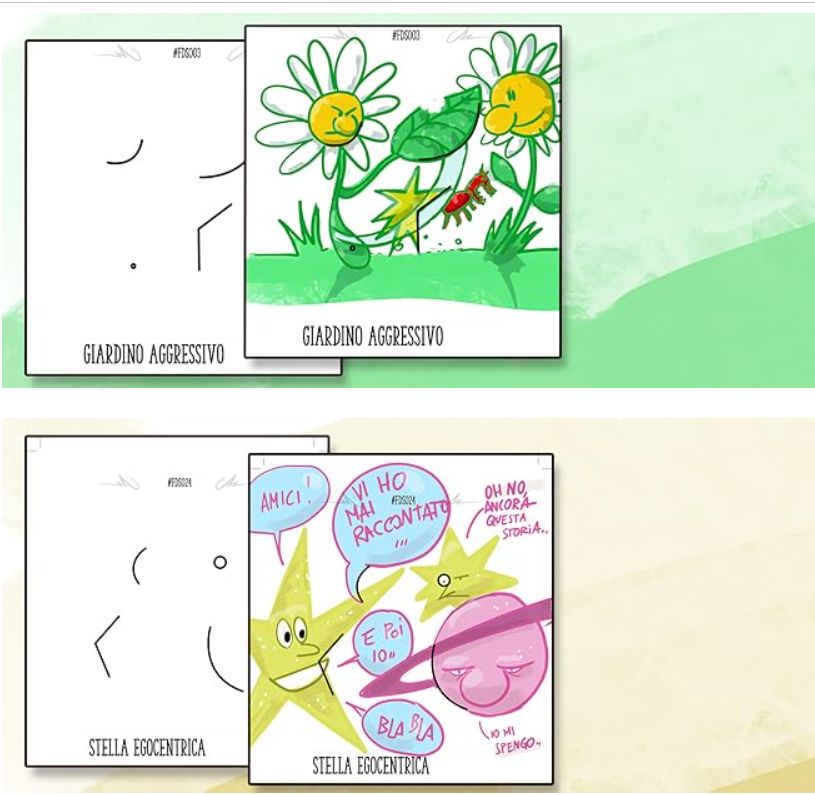 #FDS003
GIARDINO AGGRESSIVO
#FDS003
GIARDINO AGGRESSIVO
#FDS024
STELLA EGOCENTRICA
AMICI!
VI HO
MAI
#FDS024
RACCONTATO
...
OH NO,
ANCORA
QUESTA
STORIA..
E POI
IO..
BLA BLA
IO MI
SPENGO..
STELLA EGOCENTRICA